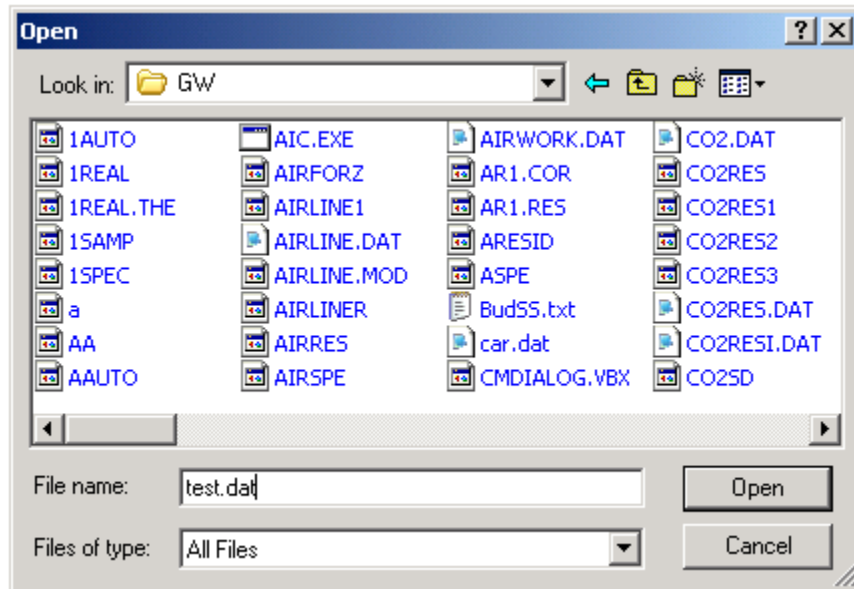 Open
Look in: GW
1AUTO AIC.EXE AIRWORK.DAT CO2.DAT
1REAL AIRFORZ AR1.COR CO2RES
1REAL.THE AIRLINE1 AR1.RES CO2RES1
1SAMP AIRLINE.DAT ARESID CO2RES2
1SPEC AIRLINE.MOD ASPE CO2RES3
a AIRLINER BudSS.txt CO2RES.DAT
AA AIRRES car.dat CO2RESI.DAT
AAUTO AIRSPE CMDIALOG.VBX CO2SD
File name: test.dat Open
Files of type: All Files Cancel